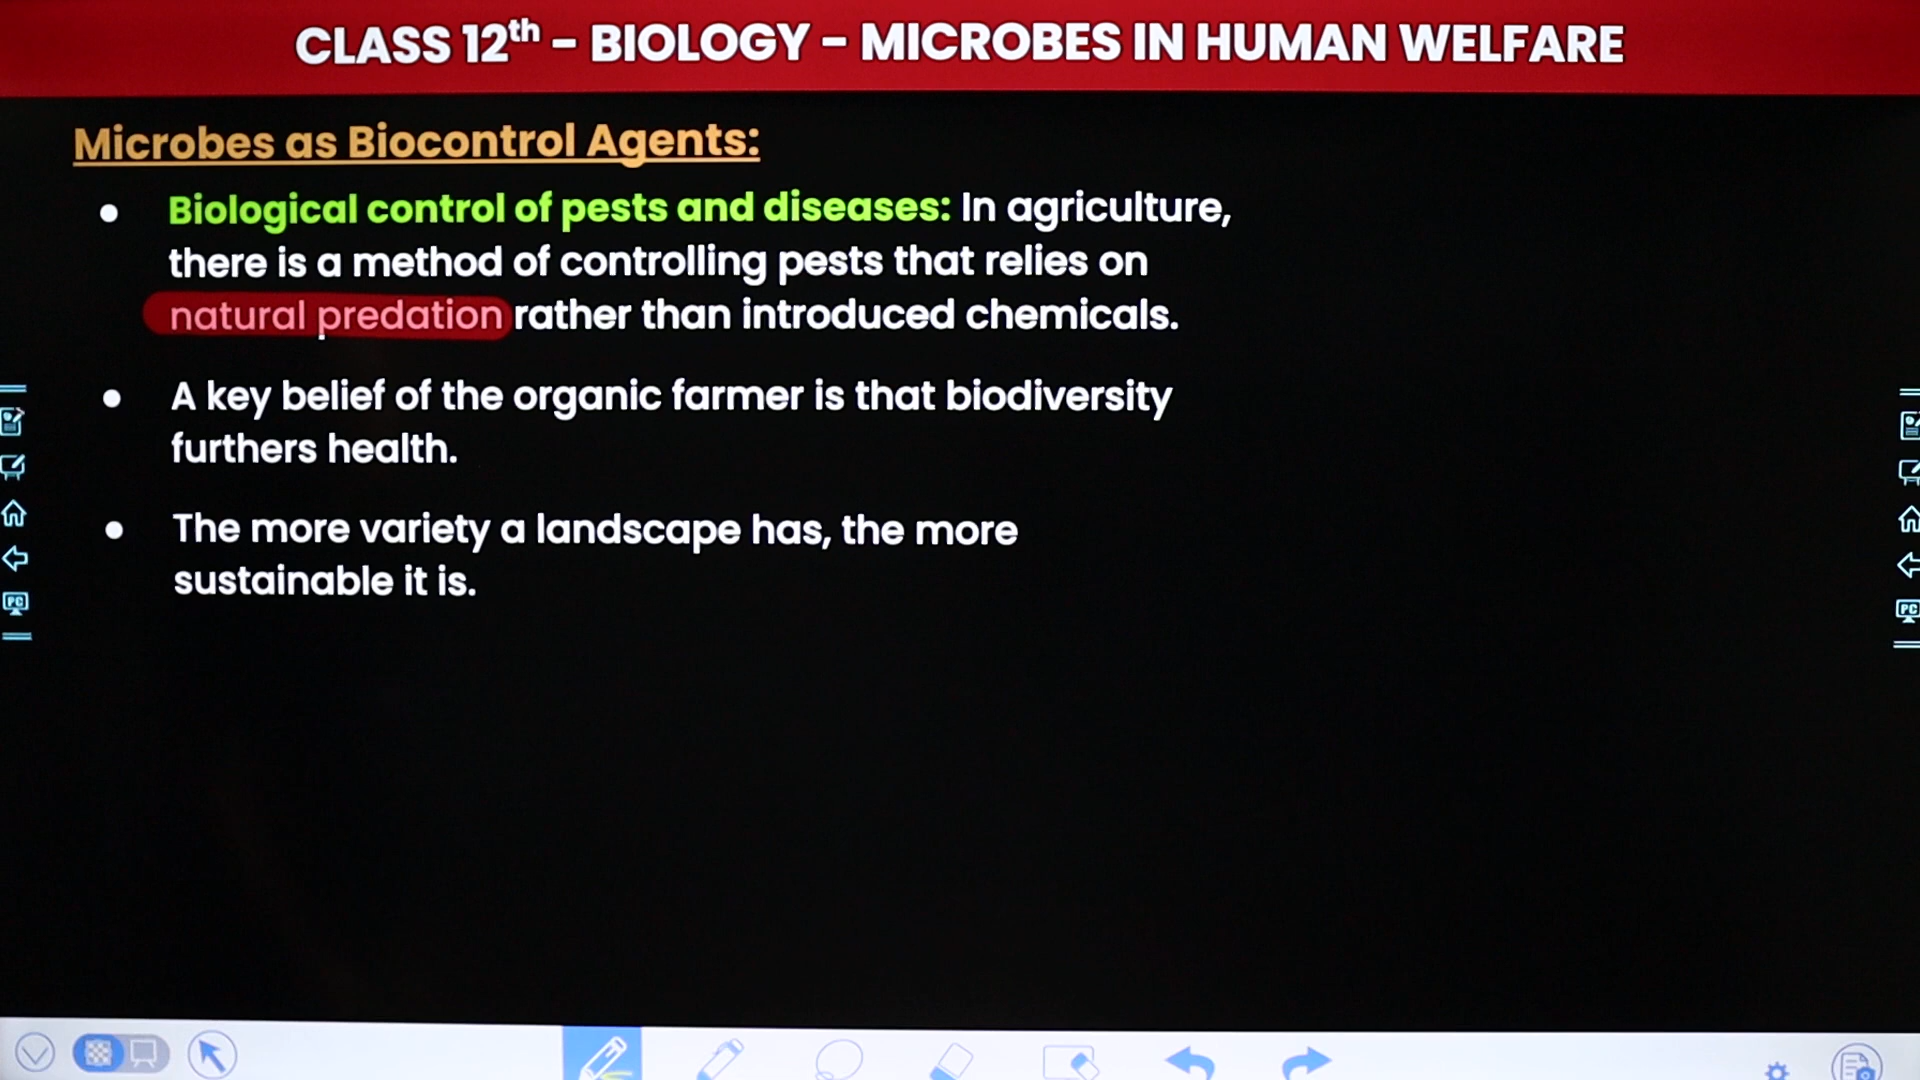 CLASS 12th - BIOLOGY - MICROBES IN HUMAN WELFARE
Microbes as Biocontrol Agents:
● Biological control of pests and diseases: In agriculture,
there is a method of controlling pests that relies on
natural predation rather than introduced chemicals.
● A key belief of the organic farmer is that biodiversity
furthers health.
● The more variety a landscape has, the more
sustainable it is.
PC
PC